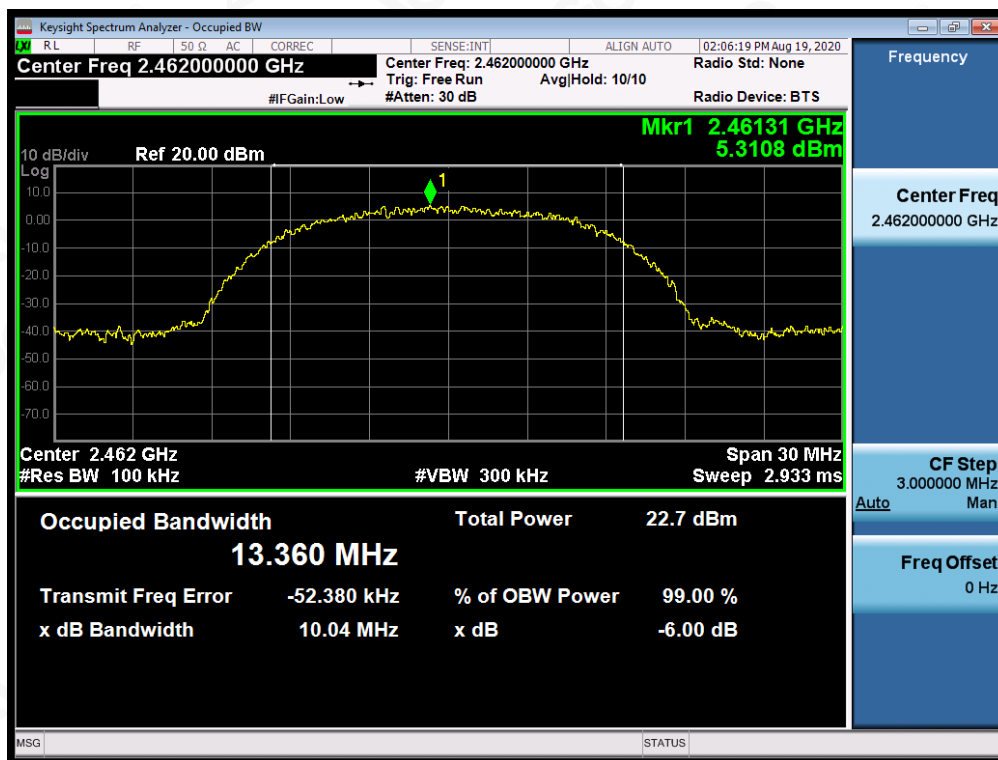 Keysight Spectrum Analyzer - Occupied BW
LXI RL RF 50 Ω AC CORREC SENSE:INT ALIGN AUTO 02:06:19 PM Aug 19, 2020
Center Freq 2.462000000 GHz
Center Freq: 2.462000000 GHz Radio Std: None
Trig: Free Run Avg|Hold: 10/10
#IFGain:Low #Atten: 30 dB Radio Device: BTS
Mkr1 2.46131 GHz
5.3108 dBm
10 dB/div Ref 20.00 dBm
Log
10.0
0.00
-10.0
-20.0
-30.0
-40.0
-50.0
-60.0
-70.0
1
Center 2.462 GHz Span 30 MHz
#Res BW 100 kHz #VBW 300 kHz Sweep 2.933 ms
Occupied Bandwidth Total Power 22.7 dBm
13.360 MHz
Transmit Freq Error -52.380 kHz % of OBW Power 99.00 %
x dB Bandwidth 10.04 MHz x dB -6.00 dB
Frequency
Center Freq
2.462000000 GHz
CF Step
3.000000 MHz
Auto Man
Freq Offset
0 Hz
MSG STATUS